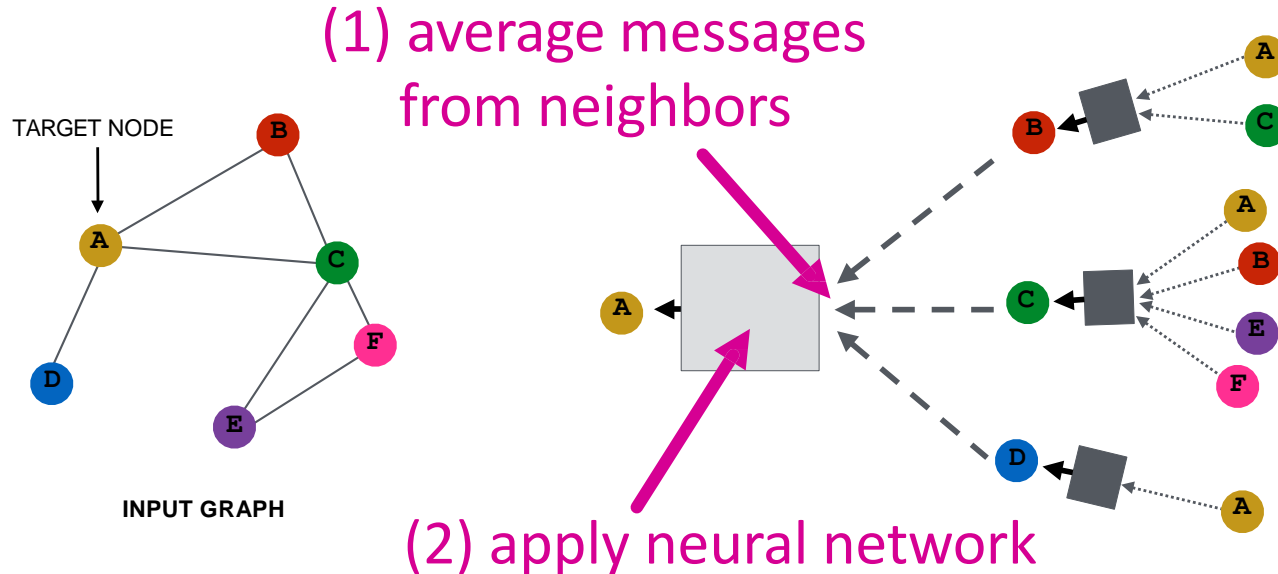 (1) average messages
from neighbors
TARGET NODE
B
A
C
F
D
E
INPUT GRAPH
A
B
A
C
C
A
B
E
F
D
A
(2) apply neural network